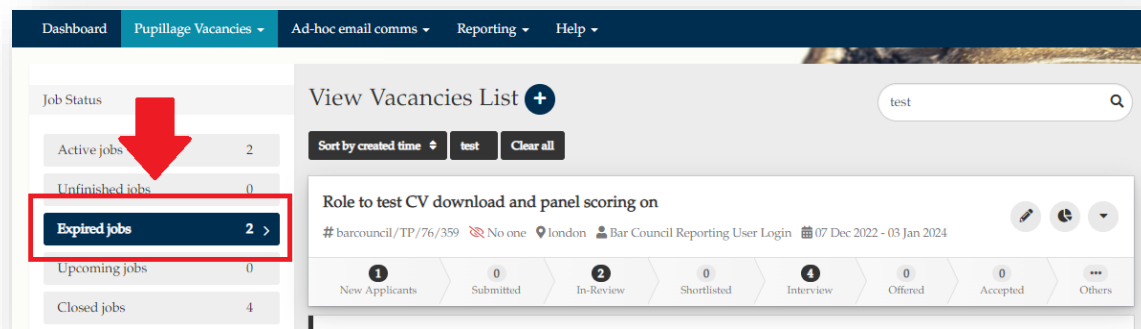 Dashboard Pupillage Vacancies Ad-hoc email comms Reporting Help
Job Status
Active jobs 2
Unfinished jobs 0
Expired jobs 2
Upcoming jobs 0
Closed jobs 4
View Vacancies List
test
Sort by created time test Clear all
Role to test CV download and panel scoring on
# barcouncil/TP/76/359 No one london Bar Council Reporting User Login 07 Dec 2022 - 03 Jan 2024
1 0 2 0 4 0 0 •••
New Applicants Submitted In-Review Shortlisted Interview Offered Accepted Others